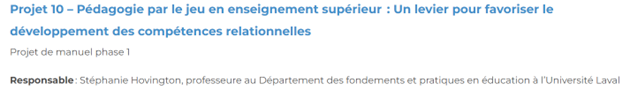 Projet 10 – Pédagogie par le jeu en enseignement supérieur : Un levier pour favoriser le
développement des compétences relationnelles
Projet de manuel phase 1
Responsable : Stéphanie Hovington, professeure au Département des fondements et pratiques en éducation à l'Université Laval